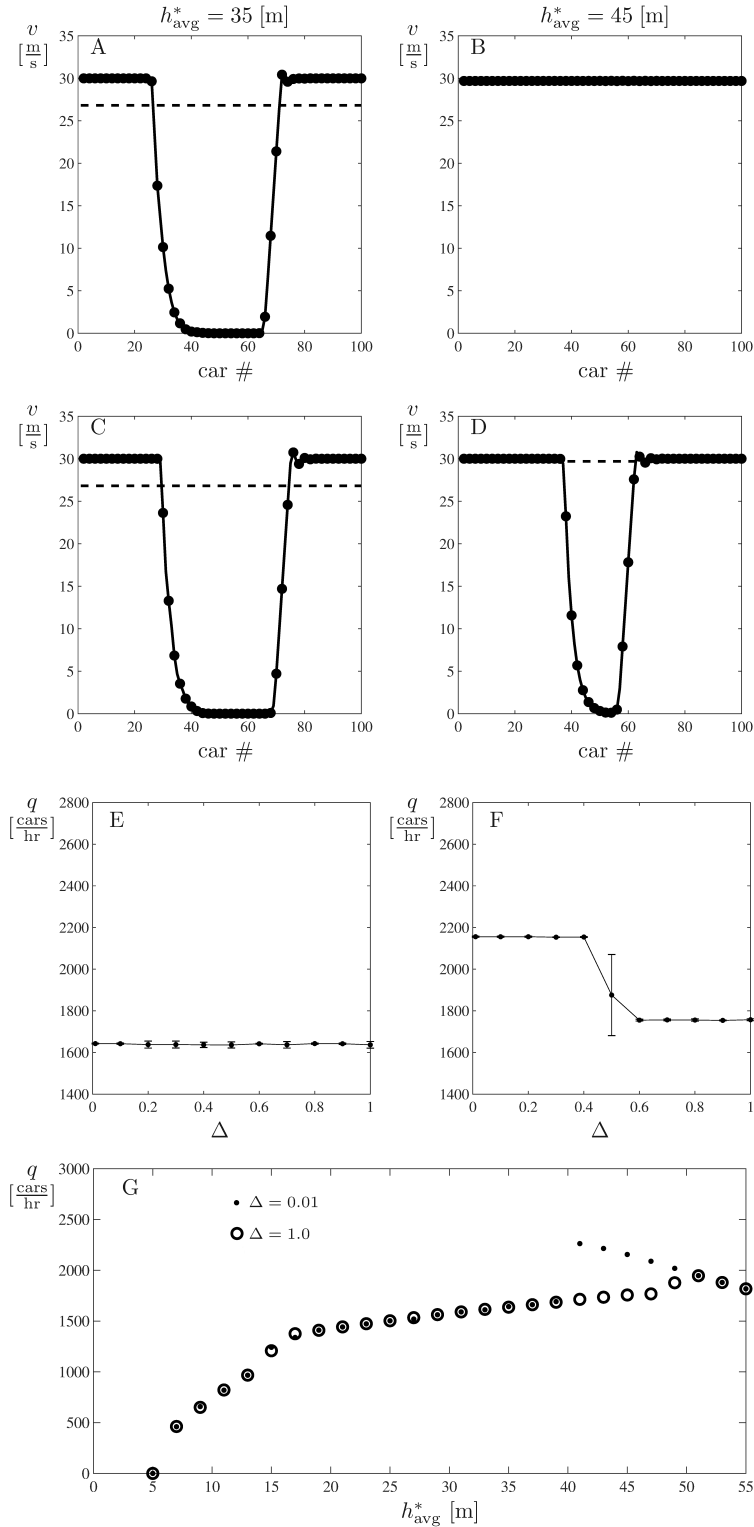 h*avg = 35 [m]
h*avg = 45 [m]
v [m/s]
A
35
30
25
20
15
10
5
0
0 20 40 60 80 100
car #
v [m/s]
B
35
30
25
20
15
10
5
0
0 20 40 60 80 100
car #
v [m/s]
C
35
30
25
20
15
10
5
0
0 20 40 60 80 100
car #
v [m/s]
D
35
30
25
20
15
10
5
0
0 20 40 60 80 100
car #
q [cars/hr]
E
2800
2600
2400
2200
2000
1800
1600
1400
0 0.2 0.4 0.6 0.8 1
Δ
q [cars/hr]
F
2800
2600
2400
2200
2000
1800
1600
1400
0 0.2 0.4 0.6 0.8 1
Δ
q [cars/hr]
G
Δ = 0.01
Δ = 1.0
3000
2500
2000
1500
1000
500
0
0 5 10 15 20 25 30 35 40 45 50 55
h*avg [m]